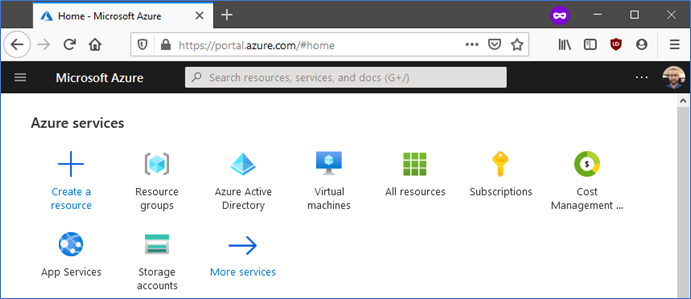 Home - Microsoft Azure
https://portal.azure.com/#home
Microsoft Azure
Search resources, services, and docs (G+/)
Azure services
Create a
resource
Resource
groups
Azure Active
Directory
Virtual
machines
All resources
Subscriptions
Cost
Management ...
App Services
Storage
accounts
More services